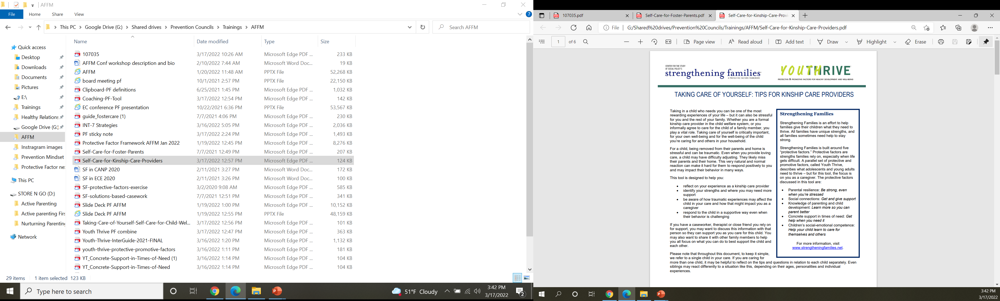 AFFM
File Home Share View
This PC Google Drive (G:) Shared drives Prevention Councils Trainings AFFM
Search AFFM
Quick access
Desktop
Downloads
Documents
Pictures
E:\
Trainings
Healthy Relations
Google Drive (G:)
AFFM
Instragram images
Prevention Mindset
Protective Factor ne
This PC
STORE N GO (D:)
Active Parenting
Active parenting Firs
Nurturning Parenting
Network
Name Date modified Type Size
107035 3/17/2022 10:26 AM Microsoft Edge PDF ... 233 KB
AFFM Conf workshop description and bio 2/10/2022 7:44 AM Microsoft Word Doc... 19 KB
AFFM 1/20/2022 11:48 AM PPTX File 52,268 KB
board meeting pf 10/1/2021 2:57 PM PPTX File 22,150 KB
Clipboard-PF definitions 6/25/2021 1:45 PM Microsoft Edge PDF ... 1,032 KB
Coaching-PF-Tool 3/17/2022 12:54 PM Microsoft Edge PDF ... 142 KB
EC conference PF presentation 10/22/2021 6:36 PM PPTX File 53,567 KB
guide_fostercare (1) 7/7/2021 4:06 PM Microsoft Edge PDF ... 230 KB
INT-7 Strategies 3/16/2022 5:05 PM Microsoft Edge PDF ... 2,036 KB
PF sticky note 3/17/2022 2:24 PM Microsoft Edge PDF ... 1,493 KB
Protective Factor Framework AFFM Jan 2022 1/19/2022 12:45 PM Microsoft Edge PDF ... 8,276 KB
Self-Care-for-Foster-Parents 7/7/2021 12:49 PM Microsoft Edge PDF ... 207 KB
Self-Care-for-Kinship-Care-Providers 3/17/2022 12:57 PM Microsoft Edge PDF ... 124 KB
SF in CANP 2020 2/11/2021 3:27 PM Microsoft Word Doc... 172 KB
SF in ECE 2020 2/11/2021 3:26 PM Microsoft Word Doc... 100 KB
SF-protective-factors-exercise 3/2/2020 9:08 AM Microsoft Edge PDF ... 585 KB
SF-solutions-based-casework 7/7/2021 12:51 PM Microsoft Edge PDF ... 341 KB
Slide Deck PF AFFM 1/19/2022 1:00 PM Microsoft Edge PDF ... 10,152 KB
Slide Deck PF AFFM 1/19/2022 12:55 PM PPTX File 48,159 KB
Taking-Care-of-Yourself-Self-Care-for-Child-Wel... 3/17/2022 12:56 PM Microsoft Edge PDF ... 101 KB
Youth Thrive PF combine 3/17/2022 12:47 PM Microsoft Edge PDF ... 363 KB
Youth-Thrive-InterGuide-2021-FINAL 3/16/2022 1:20 PM Microsoft Edge PDF ... 1,132 KB
youth-thrive-protective-promotive-factors 3/16/2022 1:11 PM Microsoft Edge PDF ... 181 KB
YT_Concrete-Support-in-Times-of-Need (1) 3/16/2022 1:14 PM Microsoft Edge PDF ... 104 KB
YT_Concrete-Support-in-Times-of-Need 3/16/2022 1:14 PM Microsoft Edge PDF ... 104 KB
29 items 1 item selected 123 KB
Type here to search
51°F Cloudy
3:42 PM
3/17/2022
2
107035.pdf Self-Care-for-Foster-Parents.pdf Self-Care-for-Kinship-Care-Provi
File G:/Shared%20drives/Prevention%20Councils/Trainings/AFFM/Self-Care-for-Kinship-Care-Providers.pdf
1 of 6 Page view Read aloud Add text Draw Highlight Erase
CENTER FOR THE STUDY
OF SOCIAL POLICY'S
strengthening families
A PROTECTIVE FACTORS FRAMEWORK
YOUTHRIVE
PROTECTIVE & PROMOTIVE FACTORS FOR HEALTHY DEVELOPMENT AND WELL-BEING
TAKING CARE OF YOURSELF: TIPS FOR KINSHIP CARE PROVIDERS
Taking in a child who needs you can be one of the most
rewarding experiences of your life – but it can also be stressful
for you and the rest of your family. Whether you are a formal
kinship care provider in the child welfare system, or you
informally agree to care for the child of a family member, you
play a vital role. Taking care of yourself is critically important,
for your own well-being and for the well-being of the child
you're caring for and others in your household.
For a child, being removed from their parents and home is
stressful and can be traumatic. Even when you provide loving
care, a child may have difficulty adjusting. They likely miss
their parents and their home. This very natural and normal
reaction can make it hard for them to respond positively to you
and may impact their behavior in many ways.
This tool is designed to help you:
• reflect on your experience as a kinship care provider
• identify your strengths and where you may need more
support
• be aware of how traumatic experiences may affect the
child in your care and how that might impact you as a
caregiver
• respond to the child in a supportive way even when
their behavior is challenging
If you have a caseworker, therapist or close friend you rely on
for support, you may want to discuss this information with that
person so they can support you as you care for this child. You
may also want to share it with other family members to help
you all focus on what you can do to best support the child and
each other.
Please note that throughout this document, to keep it simple,
we refer to a single child in your care. If you are caring for
more than one child, it may be helpful to reflect on the tips and questions in relation to each child separately. Even
siblings may react differently to a situation like this, depending on their ages, personalities and individual
experiences.
Strengthening Families
Strengthening Families is an effort to help
families give their children what they need to
thrive. All families have unique strengths, and
all families sometimes need help to stay
strong.
Strengthening Families is built around five
"protective factors." Protective factors are
strengths families rely on, especially when life
gets difficult. A parallel set of protective and
promotive factors, called Youth Thrive,
describes what adolescents and young adults
need to thrive – but for this tool, the focus is
on you as a caregiver. The protective factors
discussed in this tool are:
• Parental resilience: Be strong, even
when you're stressed
• Social connections: Get and give support
• Knowledge of parenting and child
development: Learn more so you can
parent better
• Concrete support in times of need: Get
help when you need it
• Children's social-emotional competence:
Help your child learn to care for
themselves and others
For more information, visit
www.strengtheningfamilies.net.
3:42 PM
3/17/2022